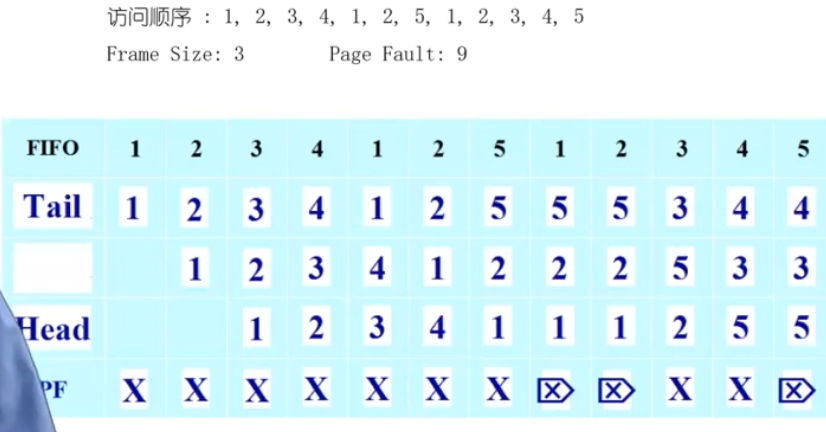 访问顺序 : 1, 2, 3, 4, 1, 2, 5, 1, 2, 3, 4, 5
Frame Size: 3 Page Fault: 9
FIFO 1 2 3 4 1 2 5 1 2 3 4 5
Tail 1 2 3 4 1 2 5 5 5 3 4 4
1 2 3 4 1 2 2 2 5 3 3
Head 1 2 3 4 1 1 1 2 5 5
PF X X X X X X X ⌦ ⌦ X X ⌦